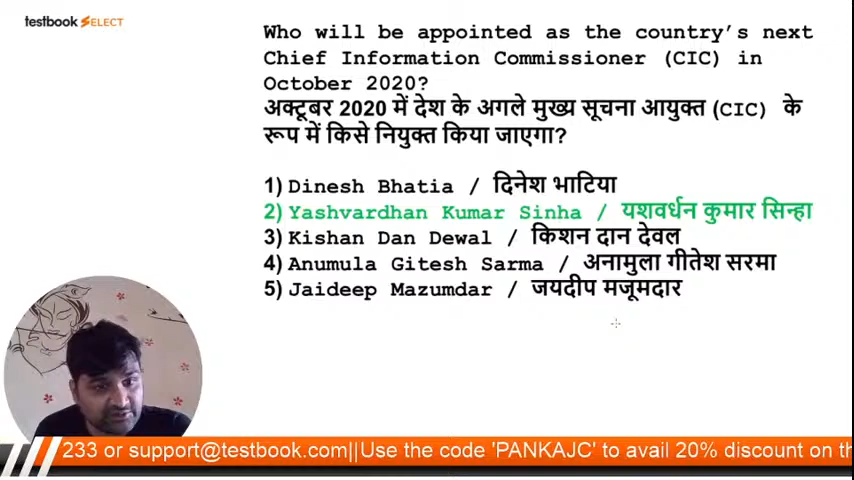 testbook SELECT
Who will be appointed as the country's next
Chief Information Commissioner (CIC) in
October 2020?
अक्टूबर 2020 में देश के अगले मुख्य सूचना आयुक्त (CIC) के
रूप में किसे नियुक्त किया जाएगा?
1) Dinesh Bhatia / दिनेश भाटिया
2) Yashvardhan Kumar Sinha / यशवर्धन कुमार सिन्हा
3) Kishan Dan Dewal / किशन दान देवल
4) Anumula Gitesh Sarma / अनामुला गीतेश सरमा
5) Jaideep Mazumdar / जयदीप मजूमदार
233 or support@testbook.com||Use the code 'PANKAJC' to avail 20% discount on th